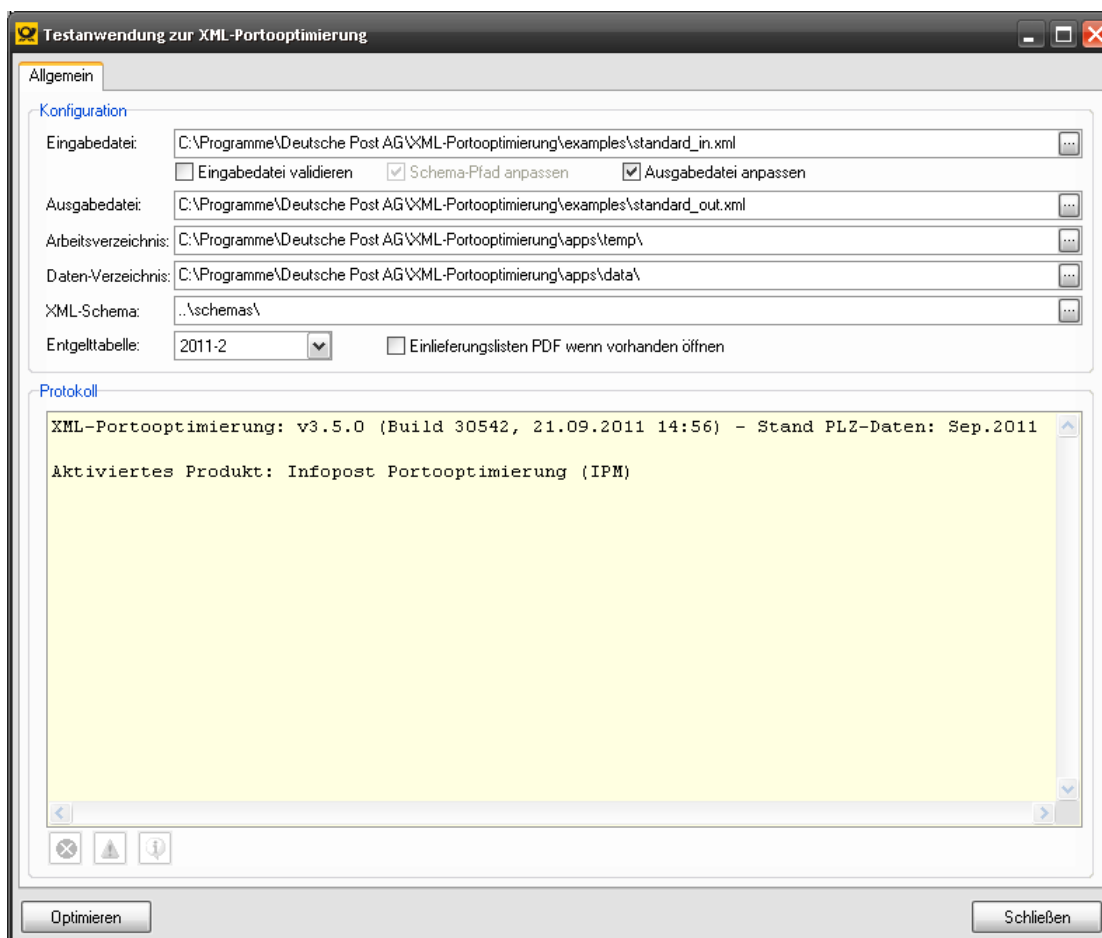 Testanwendung zur XML-Portooptimierung
Allgemein
Konfiguration
Eingabedatei: C:\Programme\Deutsche Post AG\XML-Portooptimierung\examples\standard_in.xml ...
Eingabedatei validieren Schema-Pfad anpassen Ausgabedatei anpassen
Ausgabedatei: C:\Programme\Deutsche Post AG\XML-Portooptimierung\examples\standard_out.xml ...
Arbeitsverzeichnis: C:\Programme\Deutsche Post AG\XML-Portooptimierung\apps\temp\ ...
Daten-Verzeichnis: C:\Programme\Deutsche Post AG\XML-Portooptimierung\apps\data\ ...
XML-Schema: ..\schemas\ ...
Entgelttabelle: 2011-2 Einlieferungslisten PDF wenn vorhanden öffnen
Protokoll
XML-Portooptimierung: v3.5.0 (Build 30542, 21.09.2011 14:56) - Stand PLZ-Daten: Sep.2011
Aktiviertes Produkt: Infopost Portooptimierung (IPM)
Optimieren Schließen